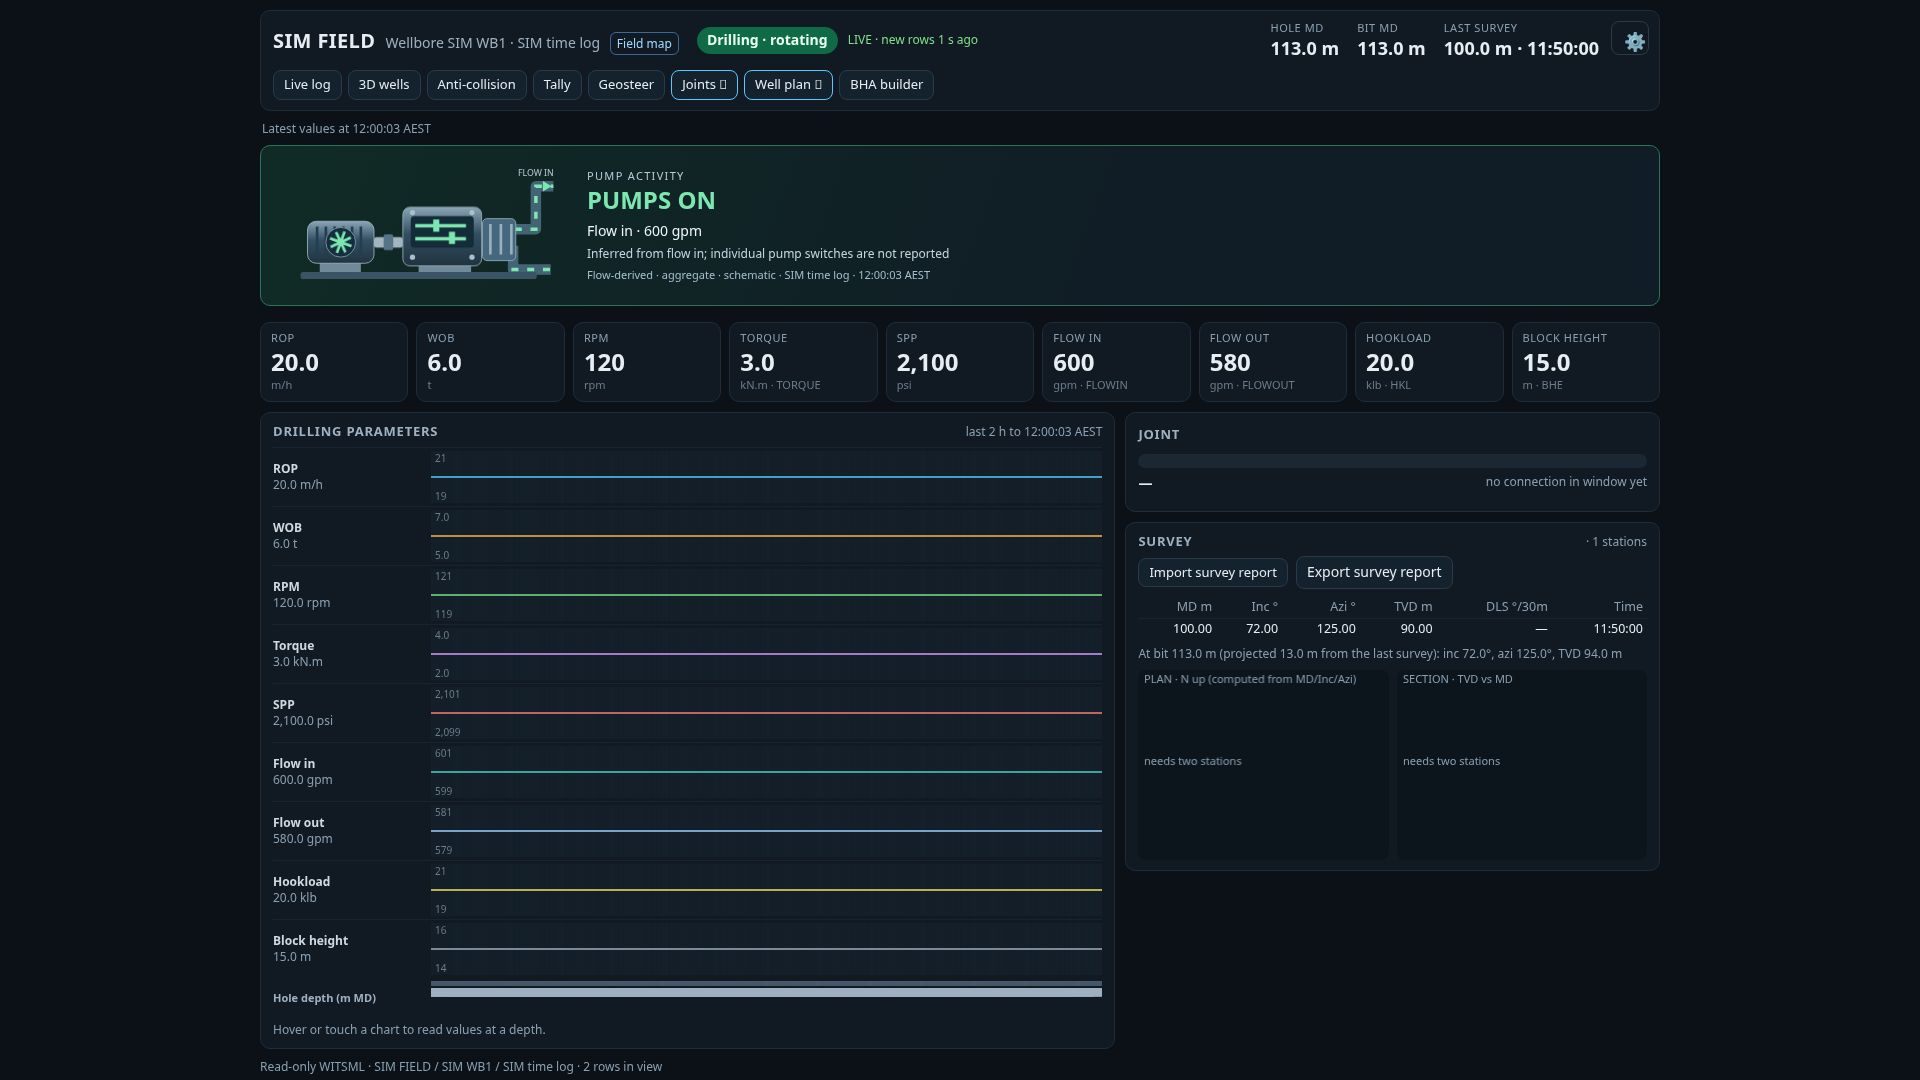 SIM FIELD Wellbore SIM WB1 · SIM time log Field map Drilling · rotating LIVE · new rows 1 s ago
HOLE MD BIT MD LAST SURVEY
113.0 m 113.0 m 100.0 m · 11:50:00
Live log 3D wells Anti-collision Tally Geosteer Joints Well plan BHA builder
Latest values at 12:00:03 AEST
FLOW IN
PUMP ACTIVITY
PUMPS ON
Flow in · 600 gpm
Inferred from flow in; individual pump switches are not reported
Flow-derived · aggregate · schematic · SIM time log · 12:00:03 AEST
ROP WOB RPM TORQUE SPP FLOW IN FLOW OUT HOOKLOAD BLOCK HEIGHT
20.0 6.0 120 3.0 2,100 600 580 20.0 15.0
m/h t rpm kN.m · TORQUE psi gpm · FLOWIN gpm · FLOWOUT klb · HKL m · BHE
DRILLING PARAMETERS last 2 h to 12:00:03 AEST
21
ROP
20.0 m/h
19
7.0
WOB
6.0 t
5.0
121
RPM
120.0 rpm
119
4.0
Torque
3.0 kN.m
2.0
2,101
SPP
2,100.0 psi
2,099
601
Flow in
600.0 gpm
599
581
Flow out
580.0 gpm
579
21
Hookload
20.0 klb
19
16
Block height
15.0 m
14
Hole depth (m MD)
Hover or touch a chart to read values at a depth.
JOINT
— no connection in window yet
SURVEY · 1 stations
Import survey report Export survey report
MD m Inc ° Azi ° TVD m DLS °/30m Time
100.00 72.00 125.00 90.00 — 11:50:00
At bit 113.0 m (projected 13.0 m from the last survey): inc 72.0°, azi 125.0°, TVD 94.0 m
PLAN · N up (computed from MD/Inc/Azi) SECTION · TVD vs MD
needs two stations needs two stations
Read-only WITSML · SIM FIELD / SIM WB1 / SIM time log · 2 rows in view